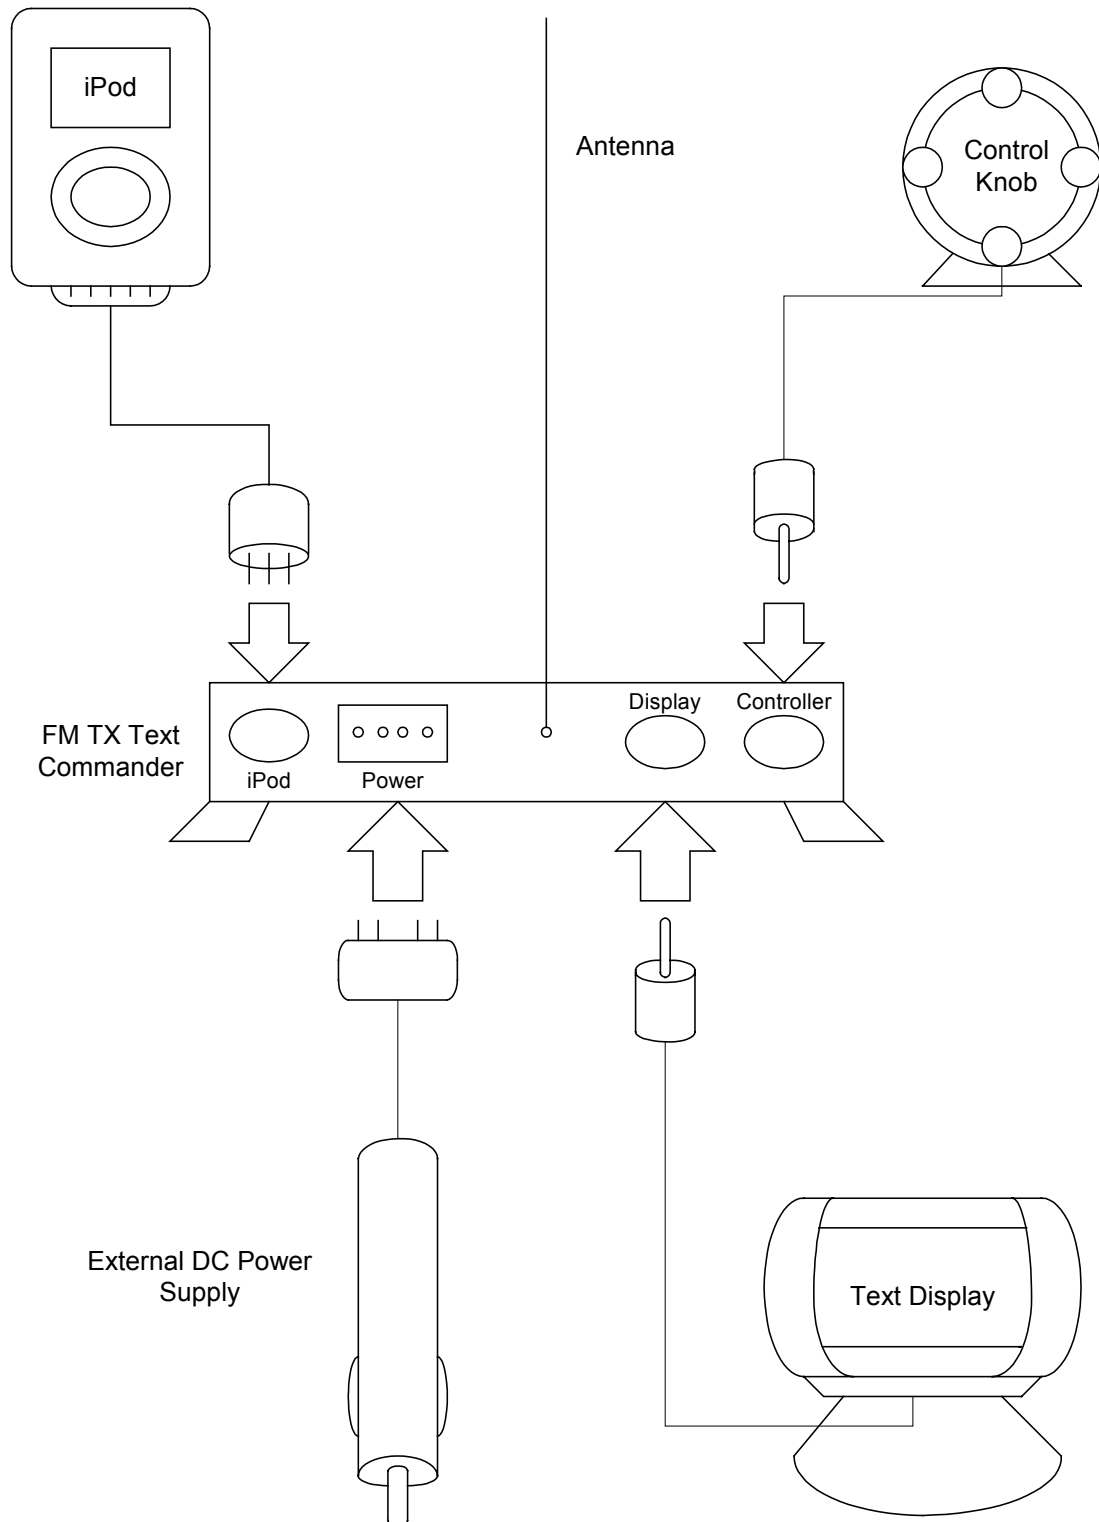 iPod
Antenna
Control
Knob
FM TX Text
Commander
Display
Controller
iPod
Power
External DC Power
Supply
Text Display